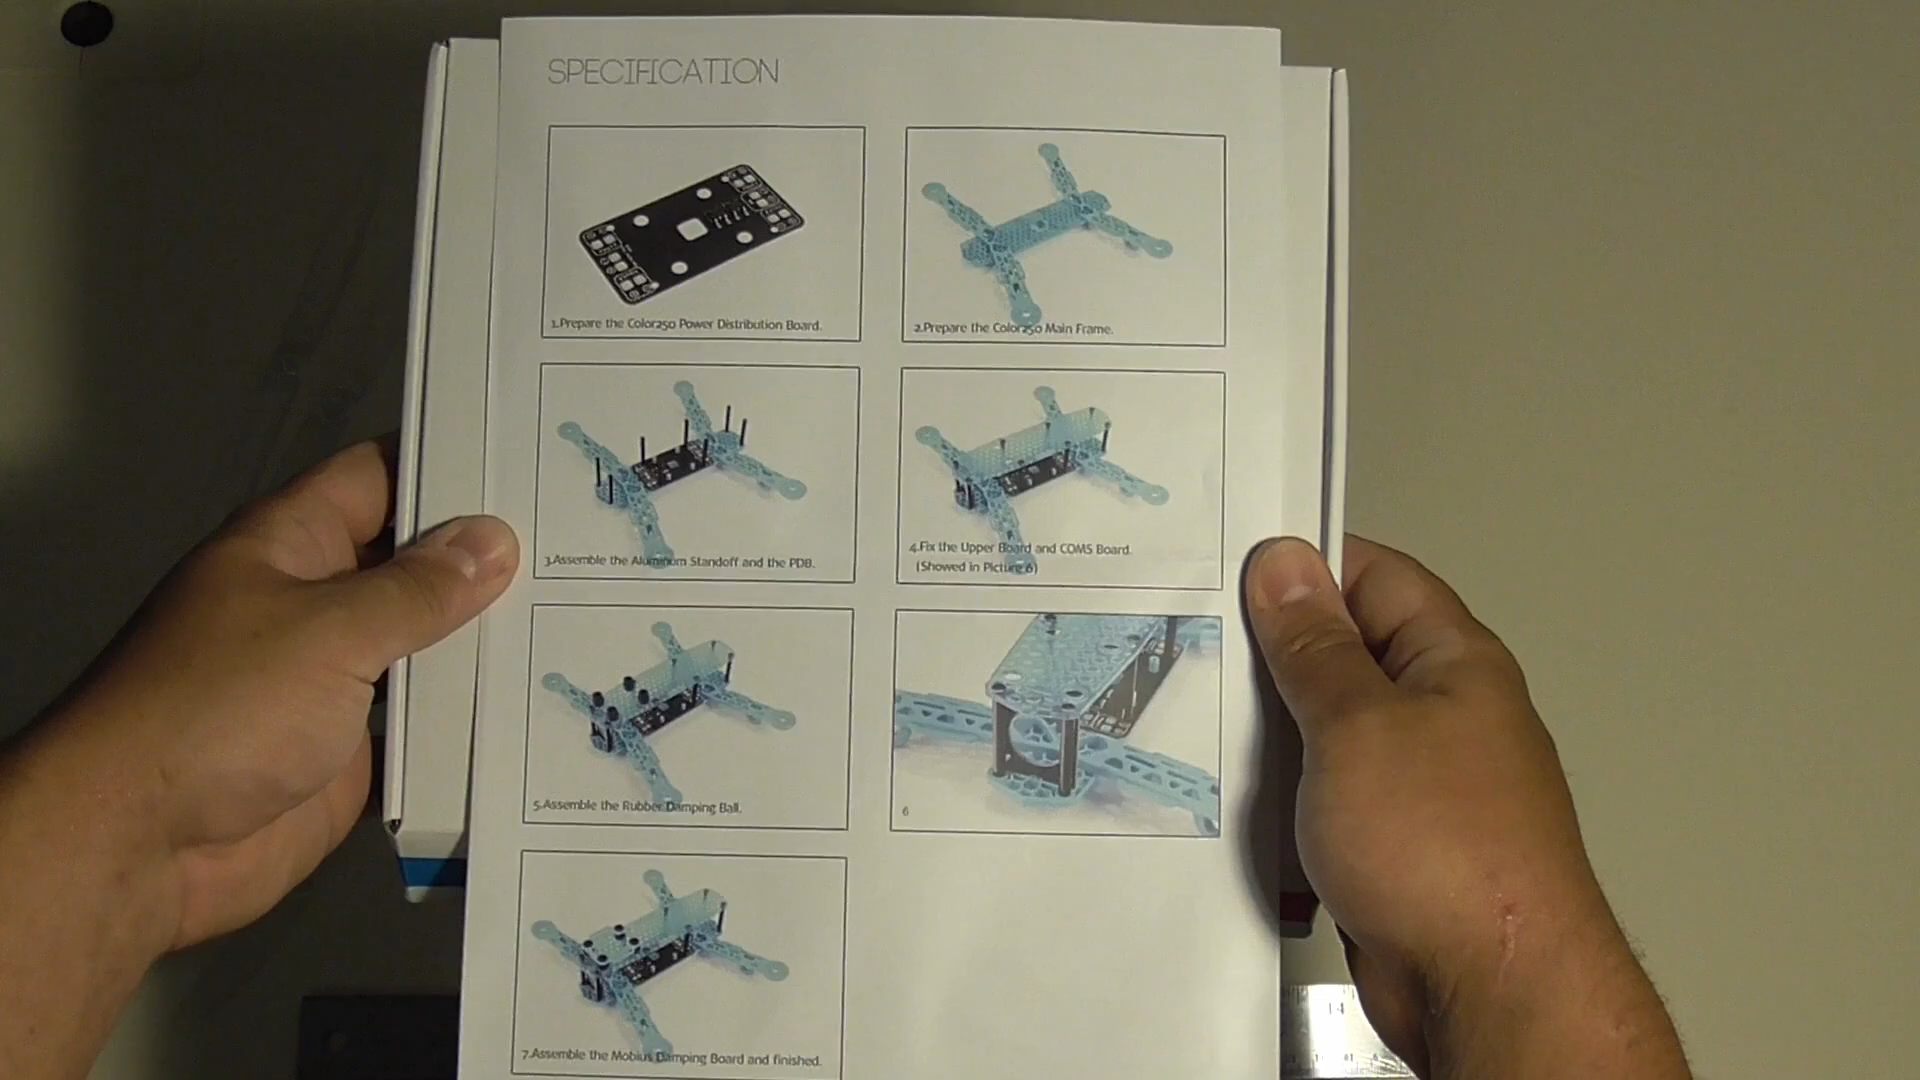 SPECIFICATION
1.Prepare the Color250 Power Distribution Board.
2.Prepare the Color250 Main Frame.
3.Assemble the Aluminum Standoff and the PDB.
4.Fix the Upper Board and COMS Board.
(Showed in Picture 6)
5.Assemble the Rubber Damping Ball.
6
7.Assemble the Mobius Damping Board and finished.
14